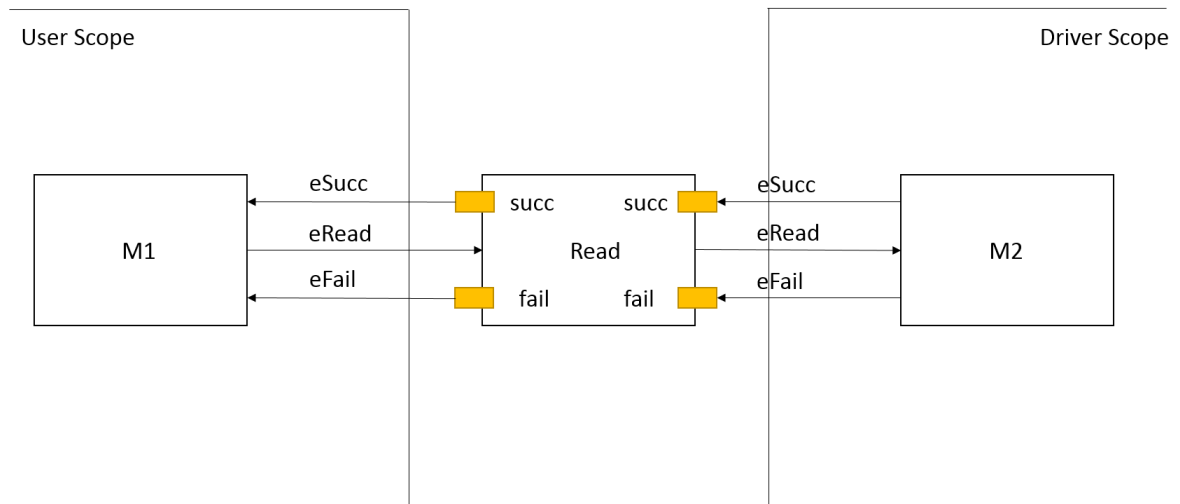 User Scope
Driver Scope
eSucc
eSucc
succ
succ
M1
eRead
Read
eRead
M2
eFail
eFail
fail
fail